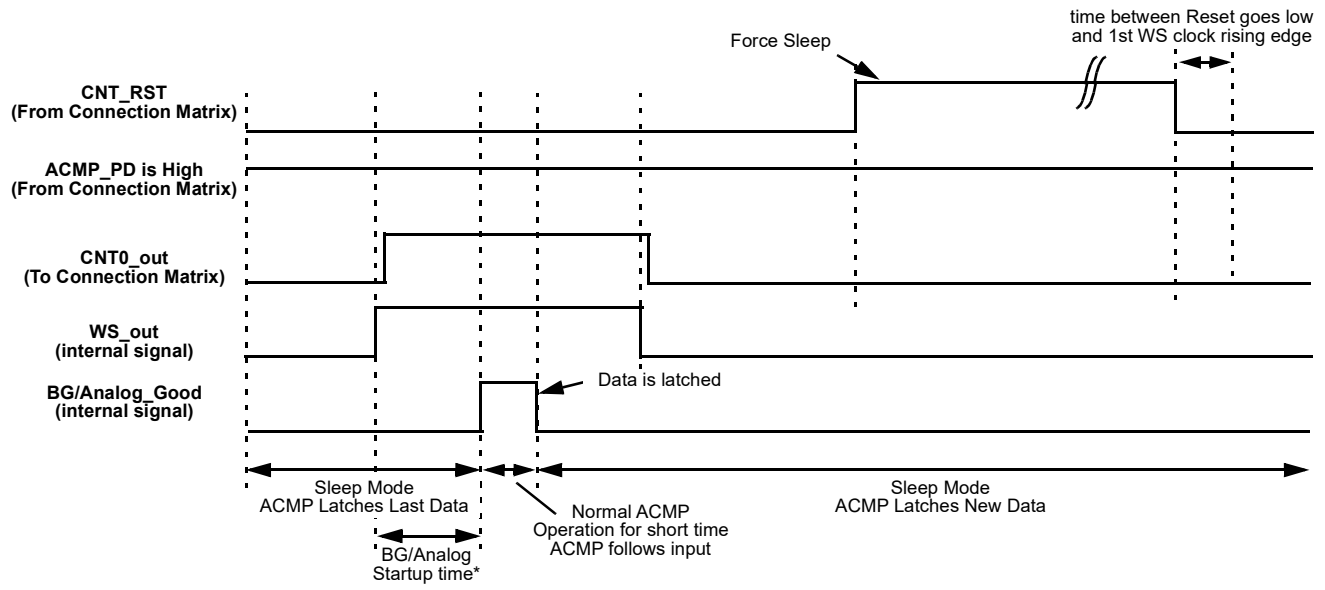 time between Reset goes low
and 1st WS clock rising edge
Force Sleep
CNT_RST
(From Connection Matrix)
ACMP_PD is High
(From Connection Matrix)
CNT0_out
(To Connection Matrix)
WS_out
(internal signal)
BG/Analog_Good
(internal signal)
Data is latched
Sleep Mode
ACMP Latches Last Data
Normal ACMP
Operation for short time
ACMP follows input
Sleep Mode
ACMP Latches New Data
BG/Analog
Startup time*